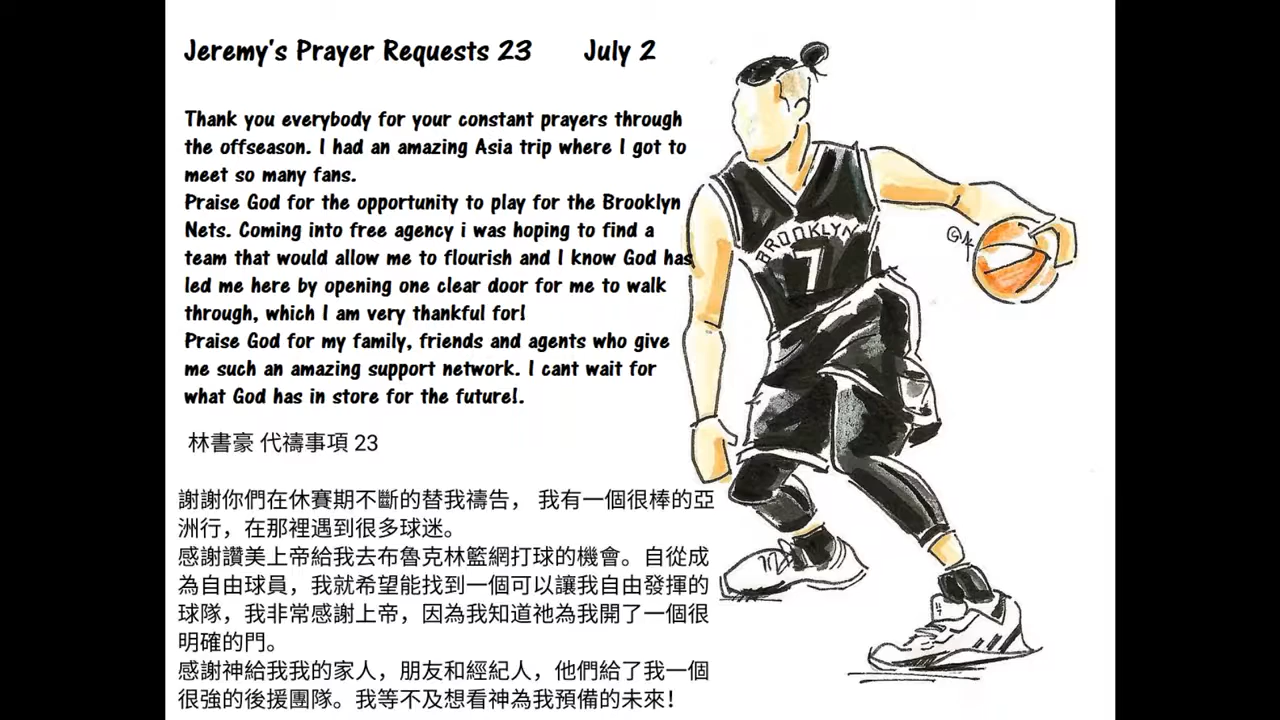 Jeremy's Prayer Requests 23 July 2
Thank you everybody for your constant prayers through
the offseason. I had an amazing Asia trip where I got to
meet so many fans.
Praise God for the opportunity to play for the Brooklyn
Nets. Coming into free agency i was hoping to find a
team that would allow me to flourish and I know God has
led me here by opening one clear door for me to walk
through, which I am very thankful for!
Praise God for my family, friends and agents who give
me such an amazing support network. I cant wait for
what God has in store for the future!.
林書豪 代禱事項 23
謝謝你們在休賽期不斷的替我禱告， 我有一個很棒的亞
洲行，在那裡遇到很多球迷。
感謝讚美上帝給我去布魯克林籃網打球的機會。自從成
為自由球員，我就希望能找到一個可以讓我自由發揮的
球隊，我非常感謝上帝，因為我知道祂為我開了一個很
明確的門。
感謝神給我我的家人，朋友和經紀人，他們給了我一個
很強的後援團隊。我等不及想看神為我預備的未來！
BROOKLYN
7